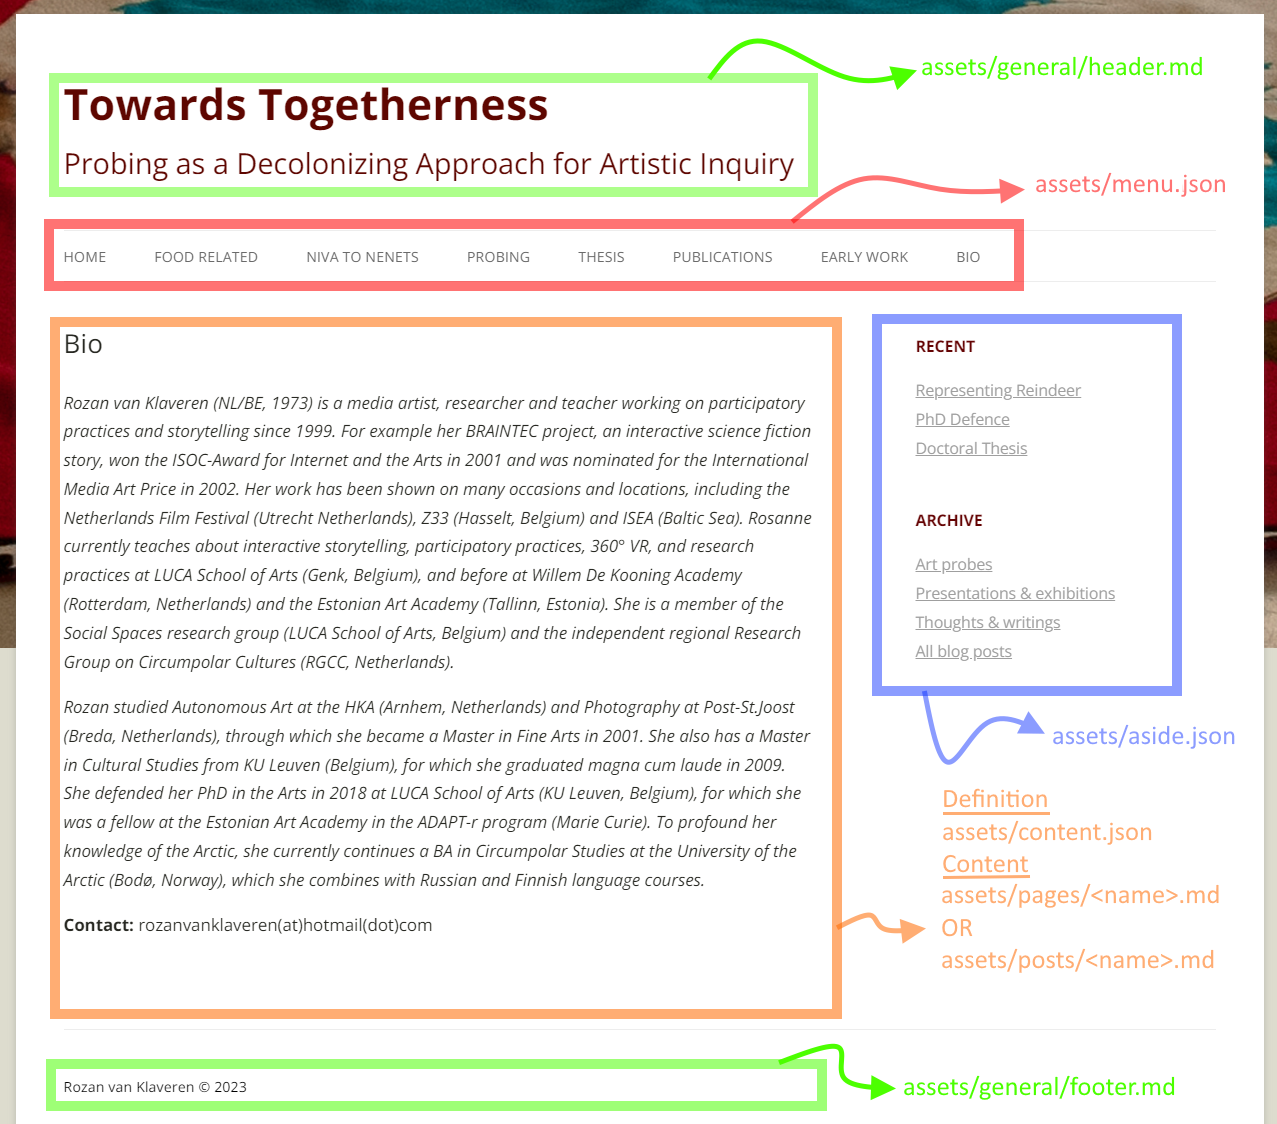 Towards Togetherness
Probing as a Decolonizing Approach for Artistic Inquiry
assets/general/header.md
assets/menu.json
HOME FOOD RELATED NIVA TO NENETS PROBING THESIS PUBLICATIONS EARLY WORK BIO
Bio
Rozan van Klaveren (NL/BE, 1973) is a media artist, researcher and teacher working on participatory
practices and storytelling since 1999. For example her BRAINTEC project, an interactive science fiction
story, won the ISOC-Award for Internet and the Arts in 2001 and was nominated for the International
Media Art Price in 2002. Her work has been shown on many occasions and locations, including the
Netherlands Film Festival (Utrecht Netherlands), Z33 (Hasselt, Belgium) and ISEA (Baltic Sea). Rosanne
currently teaches about interactive storytelling, participatory practices, 360° VR, and research
practices at LUCA School of Arts (Genk, Belgium), and before at Willem De Kooning Academy
(Rotterdam, Netherlands) and the Estonian Art Academy (Tallinn, Estonia). She is a member of the
Social Spaces research group (LUCA School of Arts, Belgium) and the independent regional Research
Group on Circumpolar Cultures (RGCC, Netherlands).
Rozan studied Autonomous Art at the HKA (Arnhem, Netherlands) and Photography at Post-St.Joost
(Breda, Netherlands), through which she became a Master in Fine Arts in 2001. She also has a Master
in Cultural Studies from KU Leuven (Belgium), for which she graduated magna cum laude in 2009.
She defended her PhD in the Arts in 2018 at LUCA School of Arts (KU Leuven, Belgium), for which she
was a fellow at the Estonian Art Academy in the ADAPT-r program (Marie Curie). To profound her
knowledge of the Arctic, she currently continues a BA in Circumpolar Studies at the University of the
Arctic (Bodø, Norway), which she combines with Russian and Finnish language courses.
Contact: rozanvanklaveren(at)hotmail(dot)com
RECENT
Representing Reindeer
PhD Defence
Doctoral Thesis
ARCHIVE
Art probes
Presentations & exhibitions
Thoughts & writings
All blog posts
assets/aside.json
Definition
assets/content.json
Content
assets/pages/<name>.md
OR
assets/posts/<name>.md
Rozan van Klaveren © 2023
assets/general/footer.md